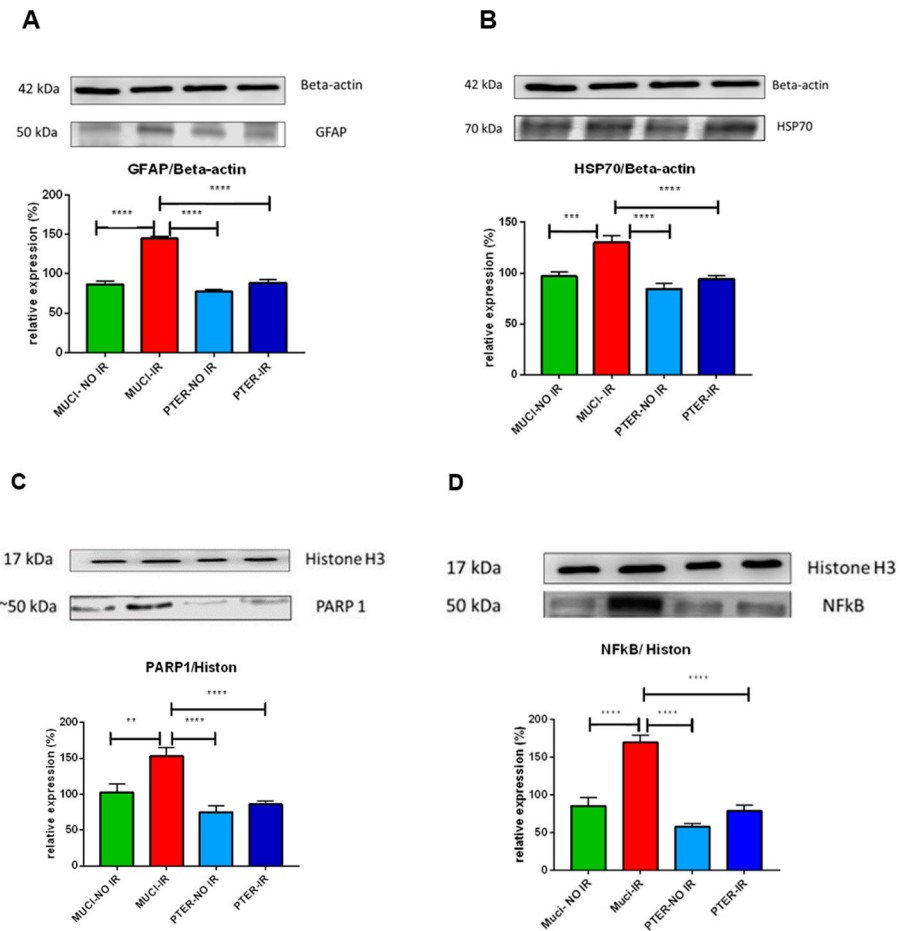 A
42 kDa
Beta-actin
50 kDa
GFAP
GFAP/Beta-actin
****
****
****
relative expression (%)
200
150
100
50
0
MUCI- NO IR
MUCI-IR
PTER-NO IR
PTER-IR
B
42 kDa
Beta-actin
70 kDa
HSP70
HSP70/Beta-actin
****
***
****
relative expression (%)
150
100
50
0
MUCI-NO IR
MUCI- IR
PTER-NO IR
PTER-IR
C
17 kDa
Histone H3
~50 kDa
PARP 1
PARP1/Histon
****
**
****
relative expression (%)
200
150
100
50
0
MUCI-NO IR
MUCI-IR
PTER-NO IR
PTER-IR
D
17 kDa
Histone H3
50 kDa
NFkB
NFkB/ Histon
****
****
****
relative expression (%)
200
150
100
50
0
Muci- NO IR
Muci-IR
PTER-NO IR
PTER-IR